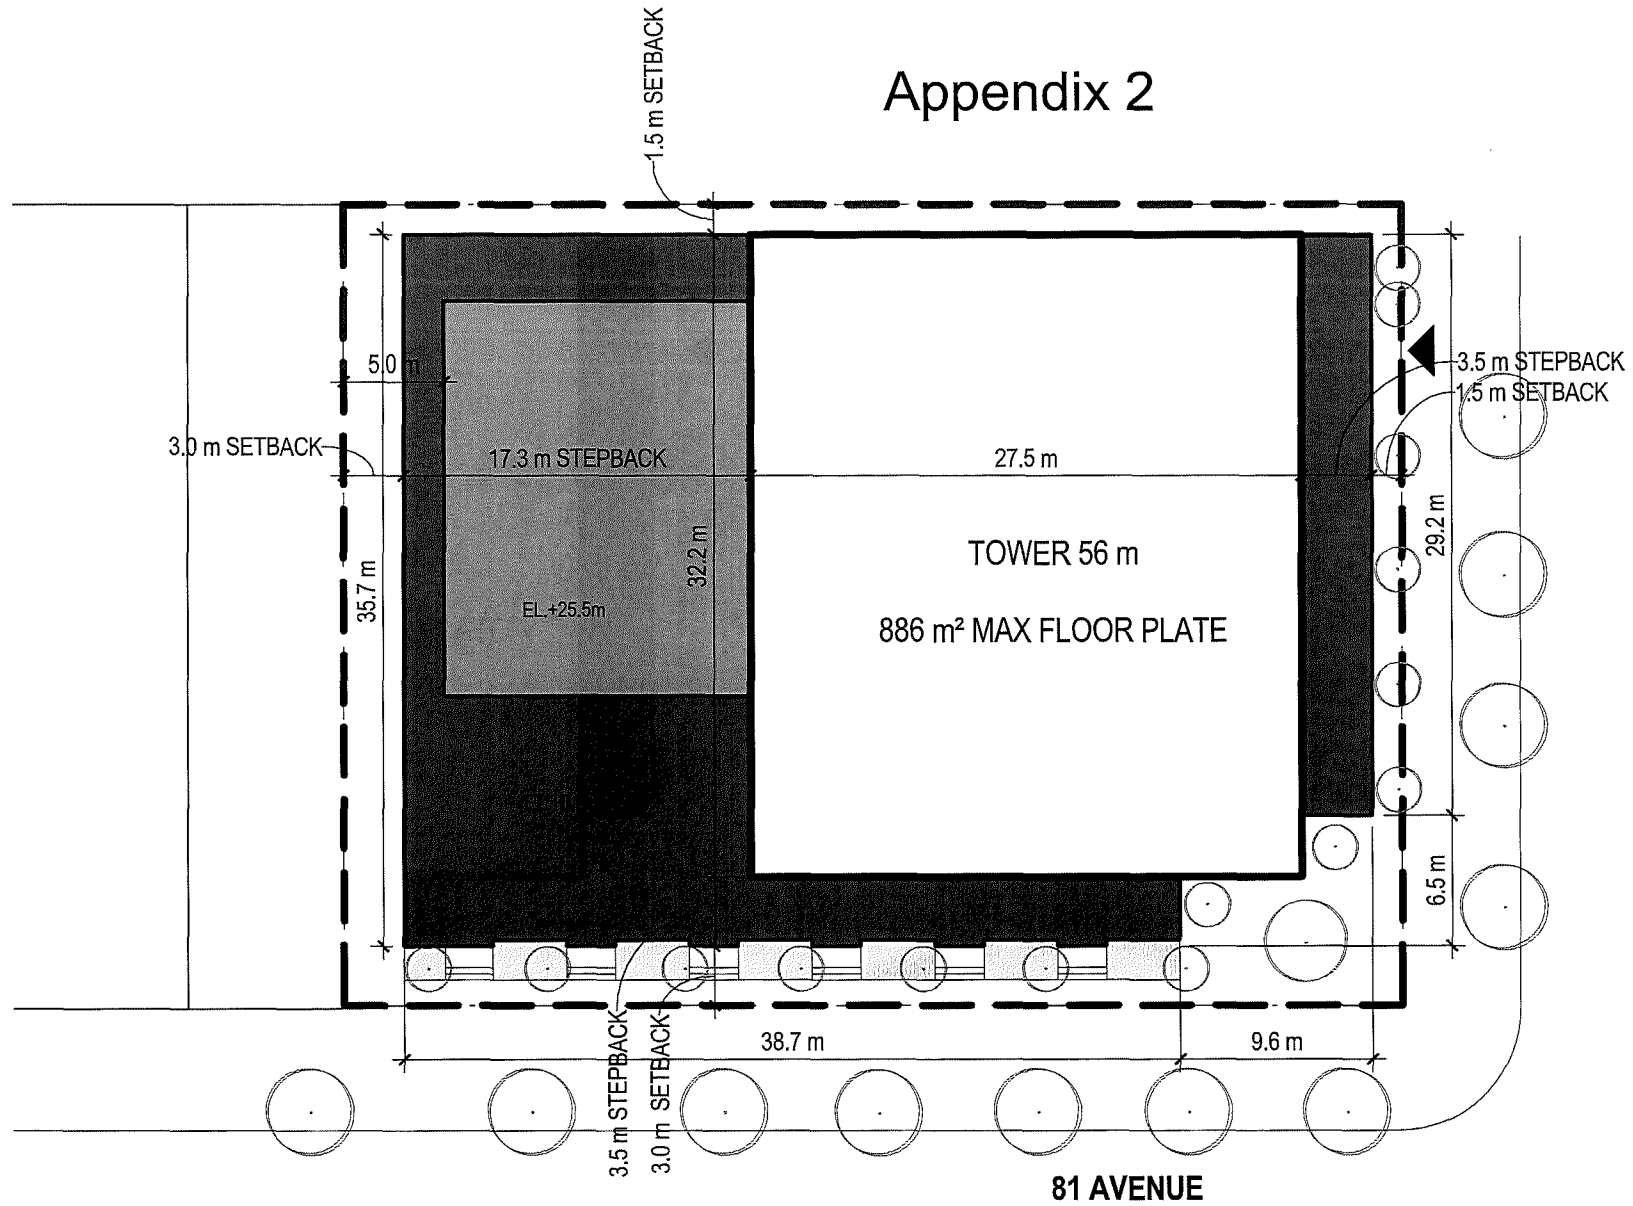 Appendix 2
1.5 m SETBACK
5.0 m
3.5 m STEPBACK
1.5 m SETBACK
3.0 m SETBACK
17.3 m STEPBACK
27.5 m
29.2 m
TOWER 56 m
32.2 m
35.7 m
EL.+25.5m
886 m² MAX FLOOR PLATE
6.5 m
38.7 m
9.6 m
3.5 m STEPBACK
3.0 m SETBACK
81 AVENUE